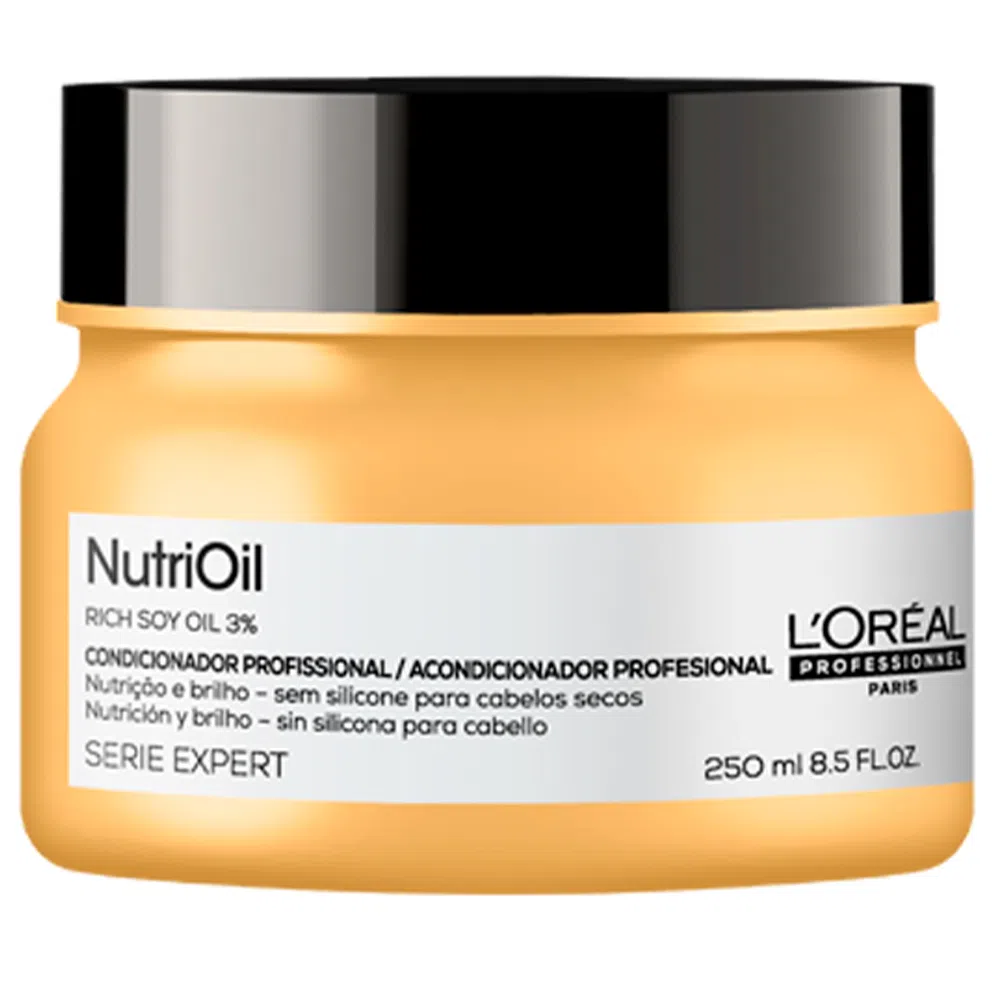 NutriOil
RICH SOY OIL 3%
CONDICIONADOR PROFISSIONAL / ACONDICIONADOR PROFESIONAL
Nutrição e brilho – sem silicone para cabelos secos
Nutrición y brilho – sin silicona para cabello
SERIE EXPERT
L'ORÉAL
PROFESSIONNEL
PARIS
250 ml 8.5 FL.OZ.